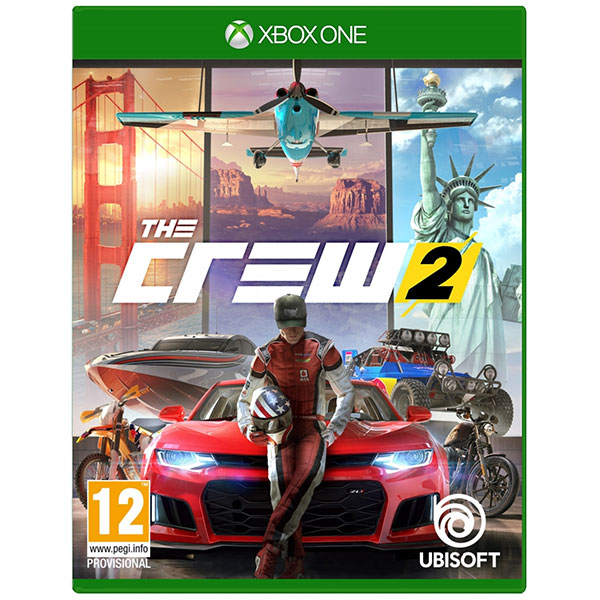 XBOX ONE
THE
CREW 2
12
www.pegi.info
PROVISIONAL
UBISOFT